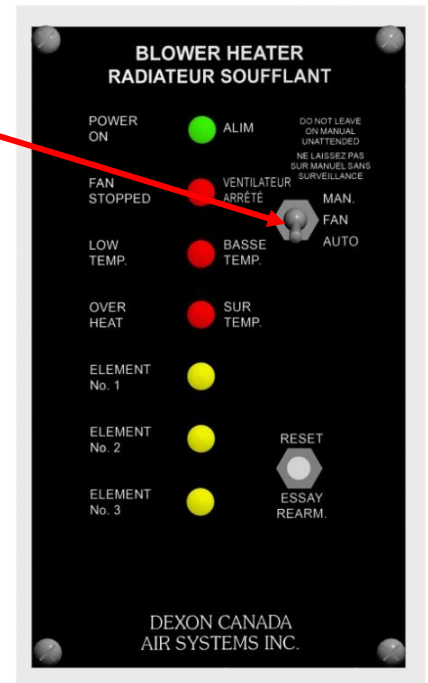 BLOWER HEATER
RADIATEUR SOUFFLANT
POWER
ON
ALIM
DO NOT LEAVE
ON MANUAL
UNATTENDED
NE LAISSEZ PAS
SUR MANUEL SANS
SURVEILLANCE
FAN
STOPPED
VENTILATEUR
ARRÊTÉ
MAN.
FAN
AUTO
LOW
TEMP.
BASSE
TEMP.
OVER
HEAT
SUR
TEMP.
ELEMENT
No. 1
ELEMENT
No. 2
RESET
ELEMENT
No. 3
ESSAY
REARM.
DEXON CANADA
AIR SYSTEMS INC.